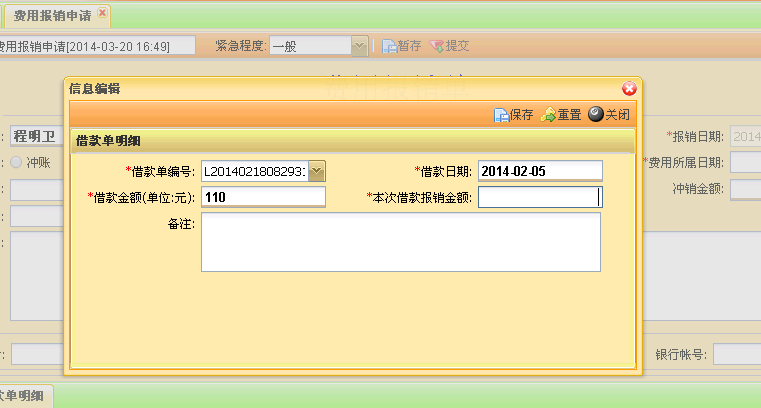 费用报销申请
费用报销申请[2014-03-20 16:49] 紧急程度: 一般 暂存 提交
信息编辑
保存 重置 关闭
借款单明细
*借款单编号: L2014021808293 *借款日期: 2014-02-05
*借款金额(单位:元): 110 *本次借款报销金额:
备注:
程明卫 *报销日期: 2014
冲账 *费用所属日期:
冲销金额:
银行帐号:
款单明细